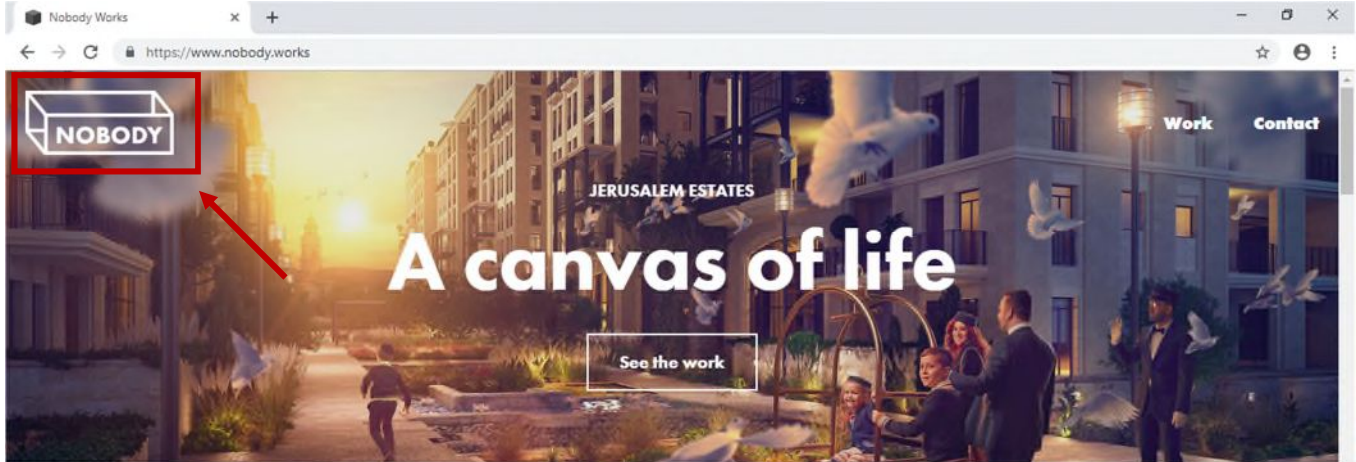 Nobody Works
https://www.nobody.works
NOBODY
Work Contact
JERUSALEM ESTATES
A canvas of life
See the work